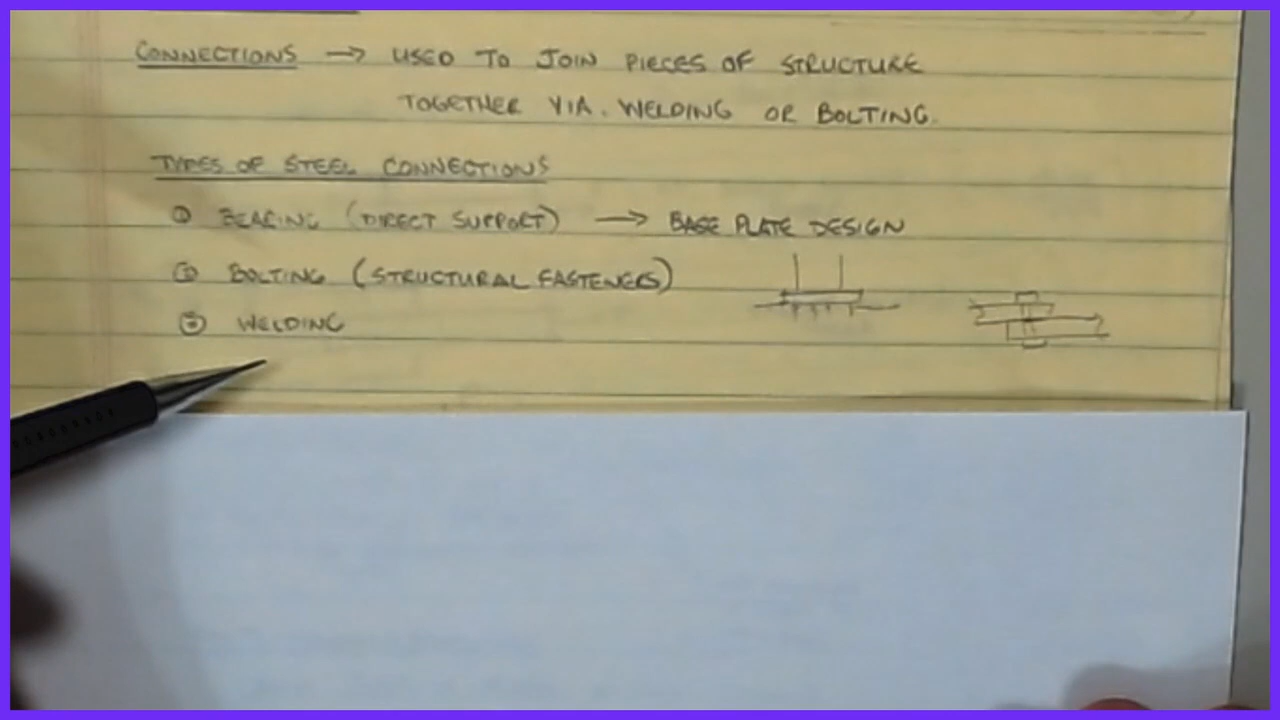 CONNECTIONS → USED TO JOIN PIECES OF STRUCTURE
TOGETHER VIA. WELDING OR BOLTING.
TYPES OF STEEL CONNECTIONS
① BEARING (DIRECT SUPPORT) → BASE PLATE DESIGN
② BOLTING (STRUCTURAL FASTENERS)
③ WELDING